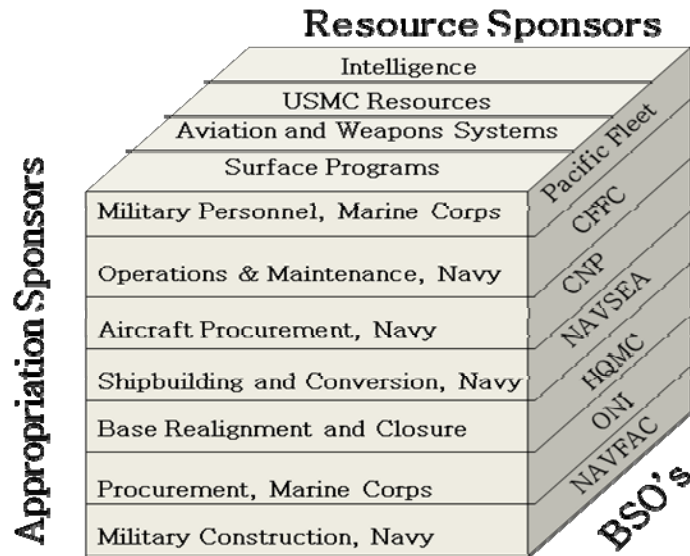 Resource Sponsors
Intelligence
USMC Resources
Aviation and Weapons Systems
Surface Programs
Appropriation Sponsors
Military Personnel, Marine Corps
Operations & Maintenance, Navy
Aircraft Procurement, Navy
Shipbuilding and Conversion, Navy
Base Realignment and Closure
Procurement, Marine Corps
Military Construction, Navy
Pacific Fleet
CFFC
CNP
NAVSEA
HQMC
ONI
NAVFAC
BSO's